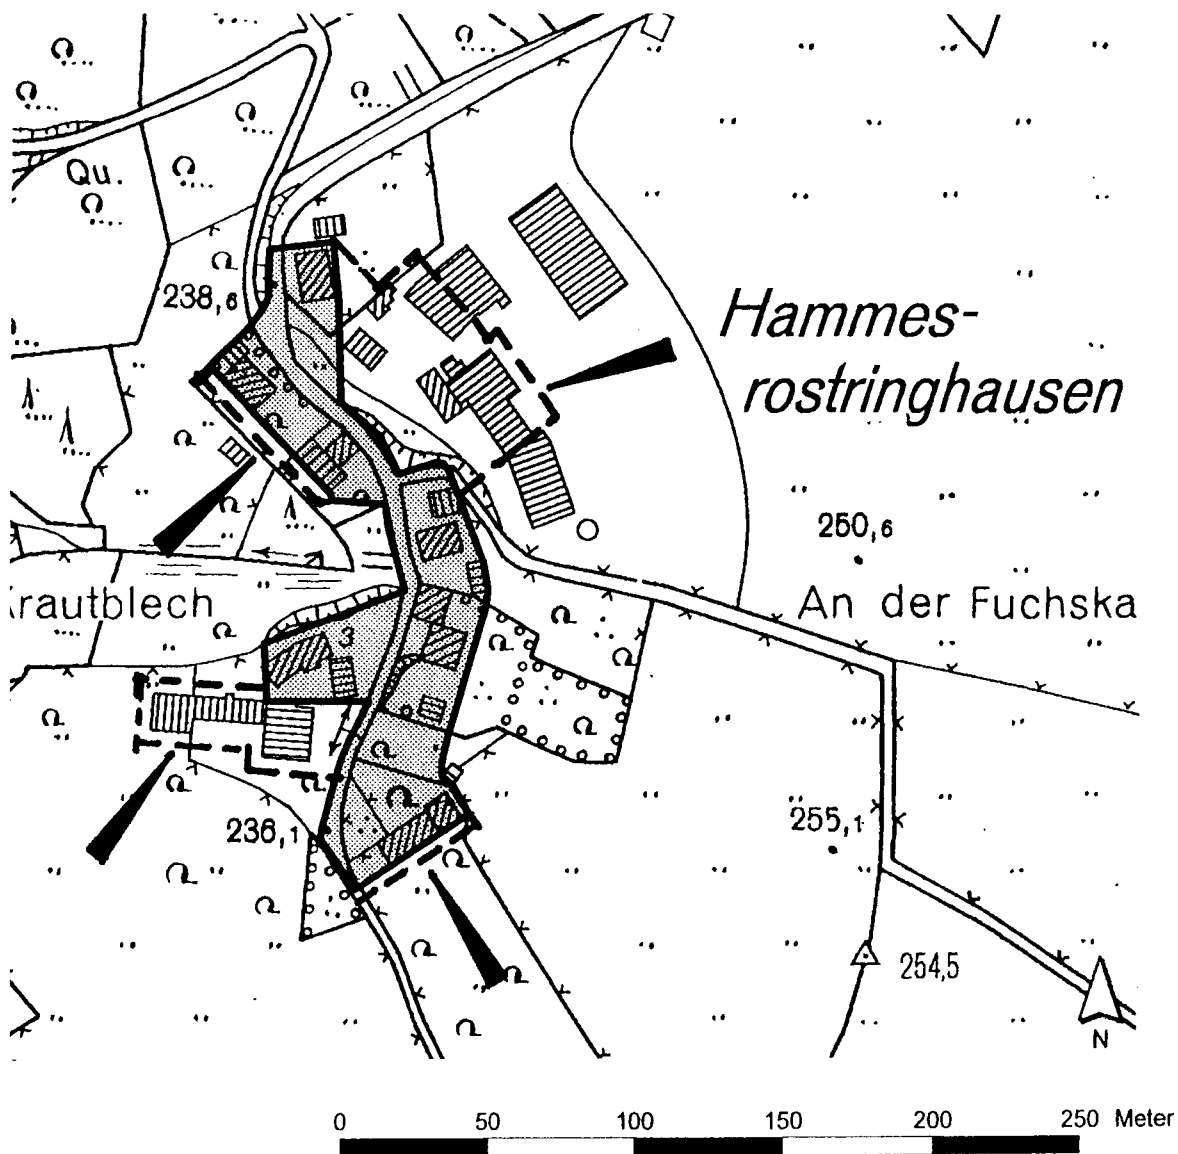 Qu.
238,6
Hammes-
rostringhausen
250,6
Krautblech
An der Fuchska
3
236,1
255,1
254,5
N
0 50 100 150 200 250 Meter